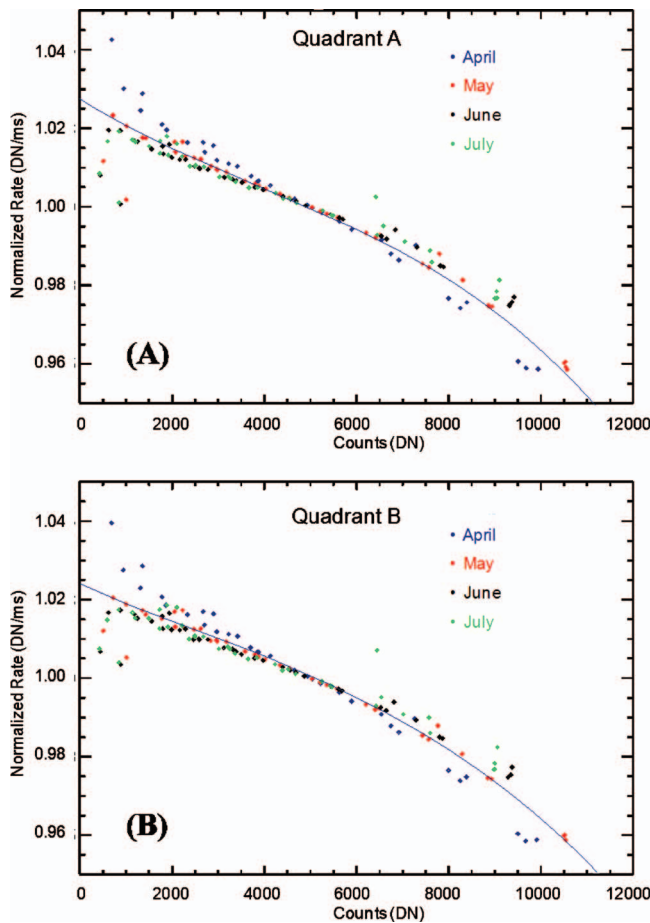 Quadrant A
April
May
June
July
1.04
1.02
1.00
0.98
0.96
Normalized Rate (DN/ms)
(A)
0 2000 4000 6000 8000 10000 12000
Counts (DN)
Quadrant B
April
May
June
July
1.04
1.02
1.00
0.98
0.96
Normalized Rate (DN/ms)
(B)
0 2000 4000 6000 8000 10000 12000
Counts (DN)